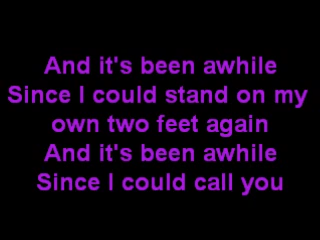 And it's been awhile
Since I could stand on my
own two feet again
And it's been awhile
Since I could call you